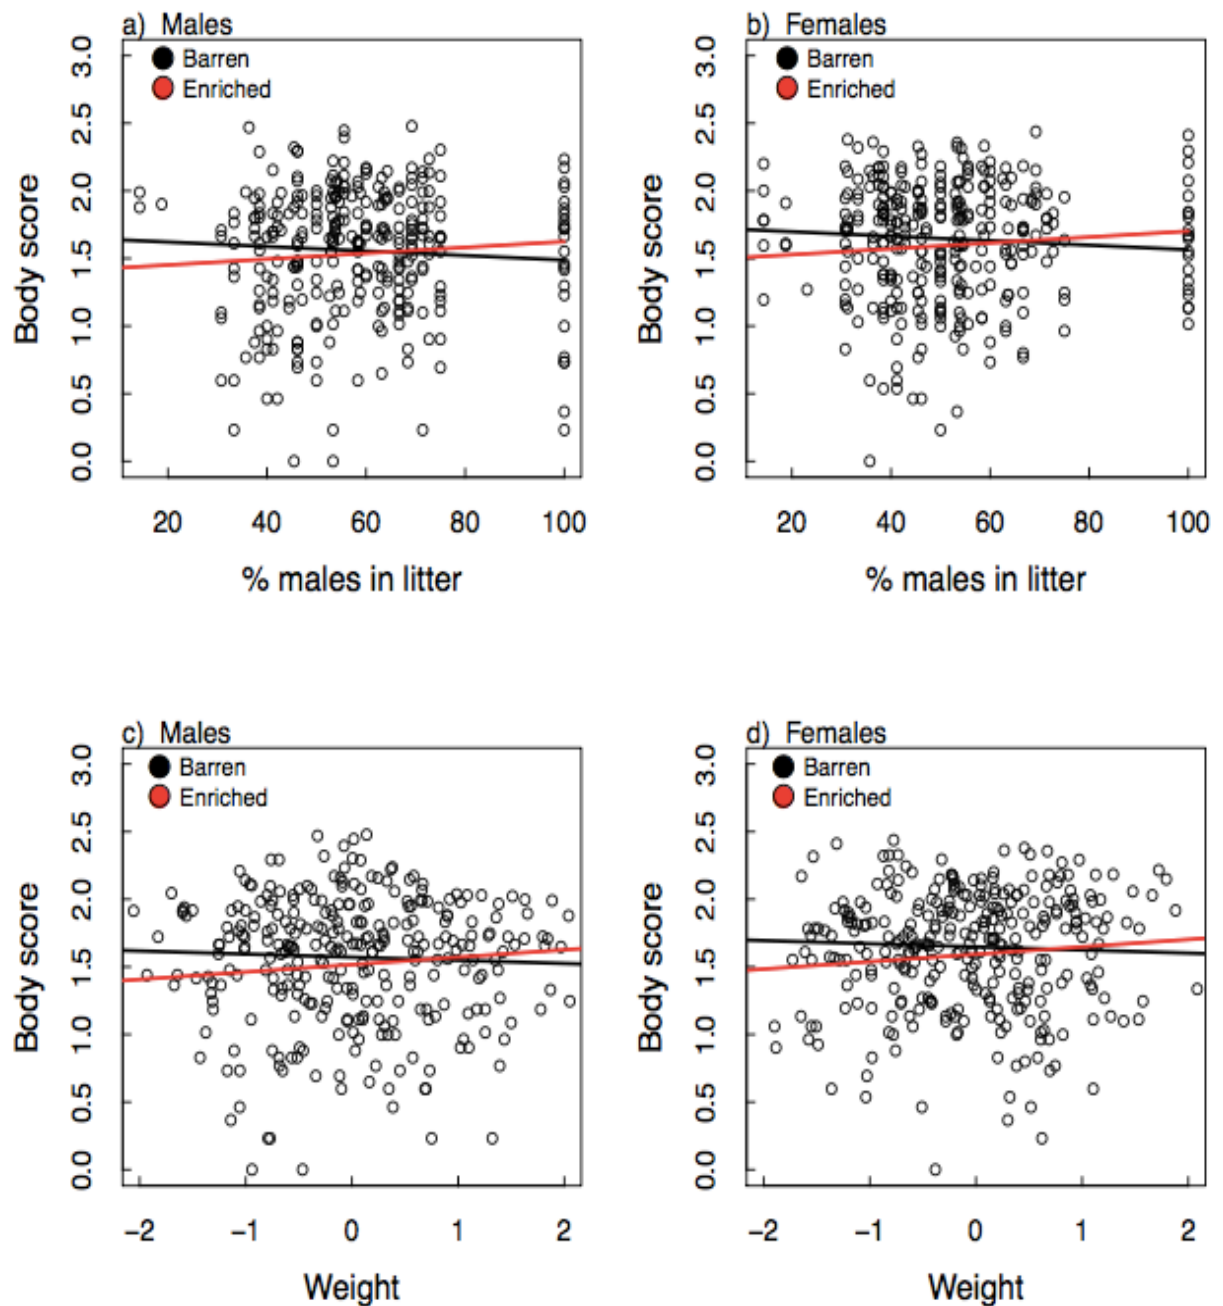 a) Males
Barren
Enriched
Body score
3.0
2.5
2.0
1.5
1.0
0.5
0.0
20 40 60 80 100
% males in litter
b) Females
Barren
Enriched
Body score
3.0
2.5
2.0
1.5
1.0
0.5
0.0
20 40 60 80 100
% males in litter
c) Males
Barren
Enriched
Body score
3.0
2.5
2.0
1.5
1.0
0.5
0.0
−2 −1 0 1 2
Weight
d) Females
Barren
Enriched
Body score
3.0
2.5
2.0
1.5
1.0
0.5
0.0
−2 −1 0 1 2
Weight